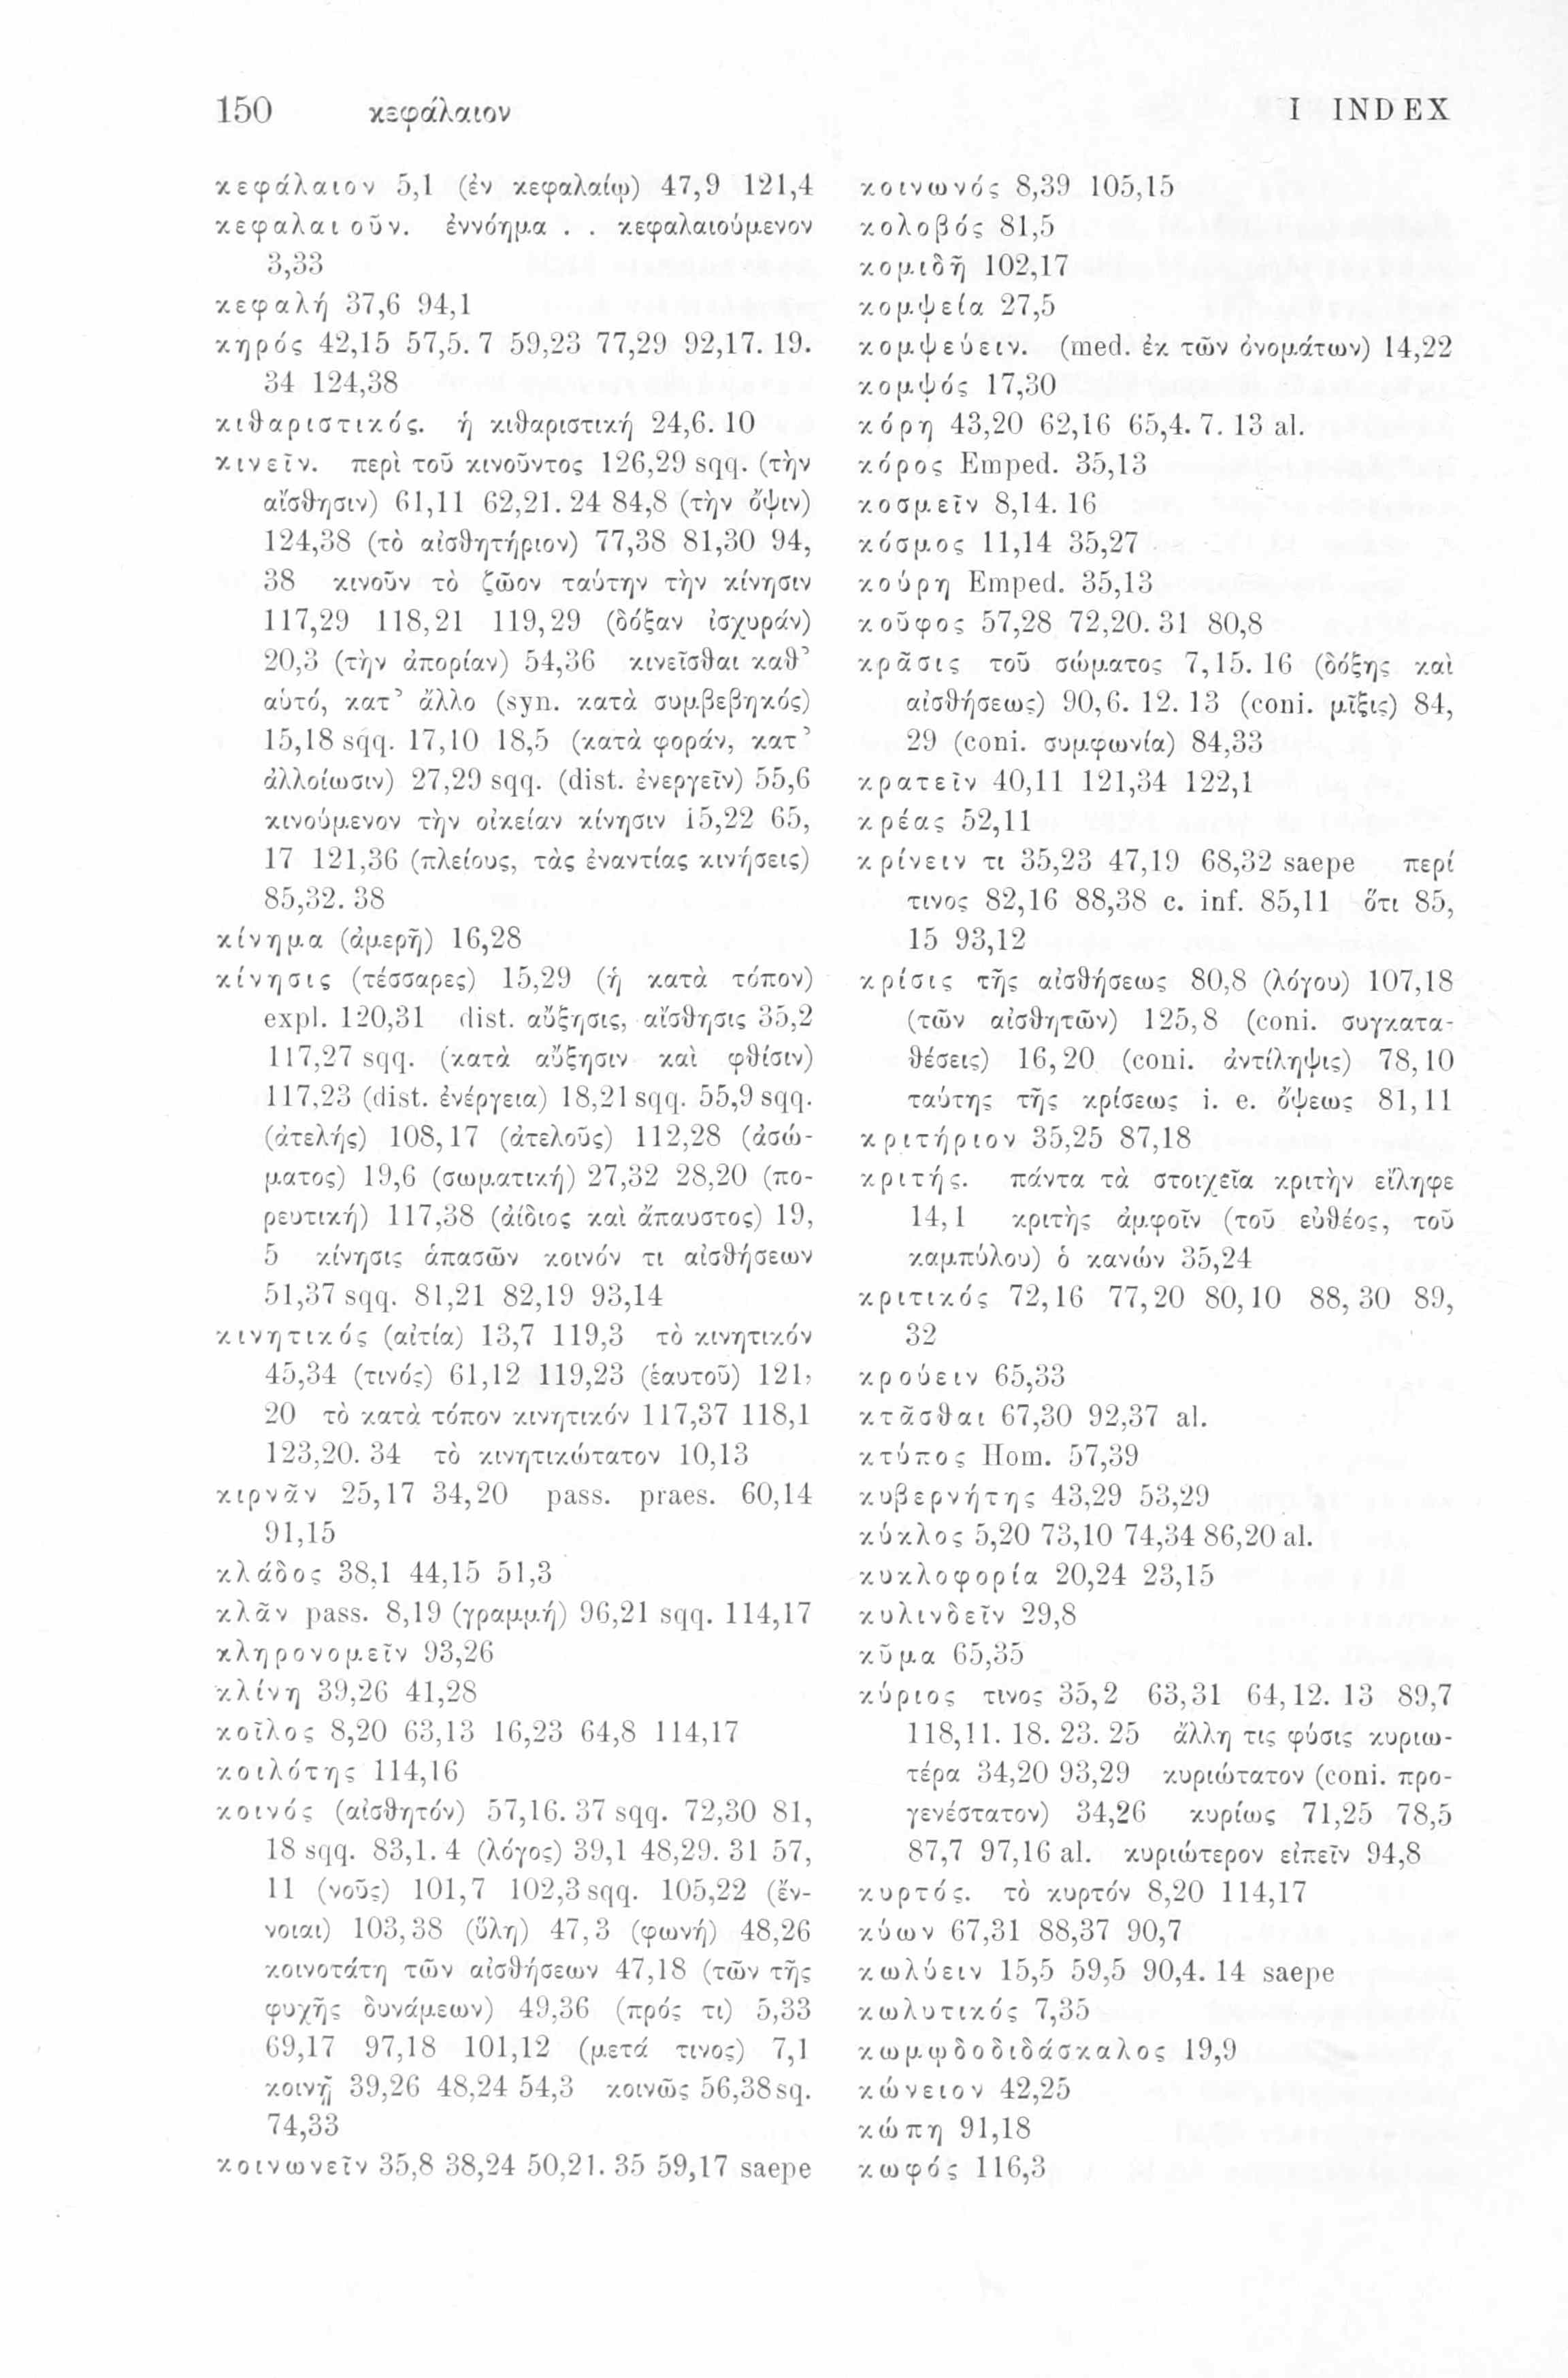 150 κεφάλαιον I INDEX
κεφάλαιον 5,1 (ἐν κεφαλαίῳ) 47,9 121,4
κεφαλαιοῦν. ἐννόημα . . κεφαλαιούμενον
3,33
κεφαλή 37,6 94,1
κηρός 42,15 57,5. 7 59,23 77,29 92,17. 19.
34 124,38
κιθαριστικός. ἡ κιθαριστική 24,6. 10
κινεῖν. περὶ τοῦ κινοῦντος 126,29 sqq. (τὴν
αἴσθησιν) 61,11 62,21. 24 84,8 (τὴν ὄψιν)
124,38 (τὸ αἰσθητήριον) 77,38 81,30 94,
38 κινοῦν τὸ ζῶον ταύτην τὴν κίνησιν
117,29 118,21 119,29 (δόξαν ἰσχυράν)
20,3 (τὴν ἀπορίαν) 54,36 κινεῖσθαι καθ’
αὑτό, κατ’ ἄλλο (syn. κατὰ συμβεβηκός)
15,18 sqq. 17,10 18,5 (κατὰ φοράν, κατ’
ἀλλοίωσιν) 27,29 sqq. (dist. ἐνεργεῖν) 55,6
κινούμενον τὴν οἰκείαν κίνησιν 15,22 65,
17 121,36 (πλείους, τὰς ἐναντίας κινήσεις)
85,32. 38
κίνημα (ἀμερῆ) 16,28
κίνησις (τέσσαρες) 15,29 (ἡ κατὰ τόπον)
expl. 120,31 dist. αὔξησις, αἴσθησις 35,2
117,27 sqq. (κατὰ αὔξησιν καὶ φθίσιν)
117,23 (dist. ἐνέργεια) 18,21 sqq. 55,9 sqq.
(ἀτελής) 108,17 (ἀτελοῦς) 112,28 (ἀσώ-
ματος) 19,6 (σωματική) 27,32 28,20 (πο-
ρευτική) 117,38 (ἀίδιος καὶ ἄπαυστος) 19,
5 κίνησις ἁπασῶν κοινόν τι αἰσθήσεων
51,37 sqq. 81,21 82,19 93,14
κινητικός (αἰτία) 13,7 119,3 τὸ κινητικόν
45,34 (τινός) 61,12 119,23 (ἑαυτοῦ) 121,
20 τὸ κατὰ τόπον κινητικόν 117,37 118,1
123,20. 34 τὸ κινητικώτατον 10,13
κιρνᾶν 25,17 34,20 pass. praes. 60,14
91,15
κλάδος 38,1 44,15 51,3
κλᾶν pass. 8,19 (γραμμή) 96,21 sqq. 114,17
κληρονομεῖν 93,26
κλίνη 39,26 41,28
κοῖλος 8,20 63,13 16,23 64,8 114,17
κοιλότης 114,16
κοινός (αἰσθητόν) 57,16. 37 sqq. 72,30 81,
18 sqq. 83,1. 4 (λόγος) 39,1 48,29. 31 57,
11 (νοῦς) 101,7 102,3 sqq. 105,22 (ἔν-
νοιαι) 103,38 (ὕλη) 47,3 (φωνή) 48,26
κοινοτάτη τῶν αἰσθήσεων 47,18 (τῶν τῆς
φυχῆς δυνάμεων) 49,36 (πρός τι) 5,33
69,17 97,18 101,12 (μετά τινος) 7,1
κοινῇ 39,26 48,24 54,3 κοινῶς 56,38 sq.
74,33
κοινωνεῖν 35,8 38,24 50,21. 35 59,17 saepe
κοινωνός 8,39 105,15
κολοβός 81,5
κομιδῇ 102,17
κομψεία 27,5
κομψεύειν. (med. ἐκ τῶν ὀνομάτων) 14,22
κομψός 17,30
κόρη 43,20 62,16 65,4. 7. 13 al.
κόρος Emped. 35,13
κοσμεῖν 8,14. 16
κόσμος 11,14 35,27
κούρη Emped. 35,13
κοῦφος 57,28 72,20. 31 80,8
κρᾶσις τοῦ σώματος 7,15. 16 (δόξης καὶ
αἰσθήσεως) 90,6. 12. 13 (coni. μῖξις) 84,
29 (coni. συμφωνία) 84,33
κρατεῖν 40,11 121,34 122,1
κρέας 52,11
κρίνειν τι 35,23 47,19 68,32 saepe περί
τινος 82,16 88,38 c. inf. 85,11 ὅτι 85,
15 93,12
κρίσις τῆς αἰσθήσεως 80,8 (λόγου) 107,18
(τῶν αἰσθητῶν) 125,8 (coni. συγκατα-
θέσεις) 16,20 (coni. ἀντίληψις) 78,10
ταύτης τῆς κρίσεως i. e. ὄψεως 81,11
κριτήριον 35,25 87,18
κριτής. πάντα τὰ στοιχεῖα κριτὴν εἴληφε
14,1 κριτὴς ἀμφοῖν (τοῦ εὐθέος, τοῦ
καμπύλου) ὁ κανών 35,24
κριτικός 72,16 77,20 80,10 88,30 89,
32
κρούειν 65,33
κτᾶσθαι 67,30 92,37 al.
κτύπος Hom. 57,39
κυβερνήτης 43,29 53,29
κύκλος 5,20 73,10 74,34 86,20 al.
κυκλοφορία 20,24 23,15
κυλινδεῖν 29,8
κῦμα 65,35
κύριος τινος 35,2 63,31 64,12. 13 89,7
118,11. 18. 23. 25 ἄλλη τις φύσις κυριω-
τέρα 34,20 93,29 κυριώτατον (coni. προ-
γενέστατον) 34,26 κυρίως 71,25 78,5
87,7 97,16 al. κυριώτερον εἰπεῖν 94,8
κυρτός. τὸ κυρτόν 8,20 114,17
κύων 67,31 88,37 90,7
κωλύειν 15,5 59,5 90,4. 14 saepe
κωλυτικός 7,35
κωμῳδοδιδάσκαλος 19,9
κώνειον 42,25
κώπη 91,18
κωφός 116,3